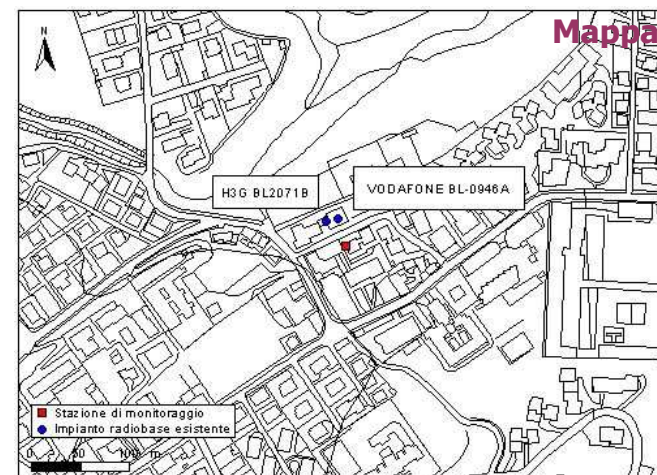 Mappa
N
H3G BL2071B
VODAFONE BL-0946A
Stazione di monitoraggio
Impianto radiobase esistente
0 50 100 m